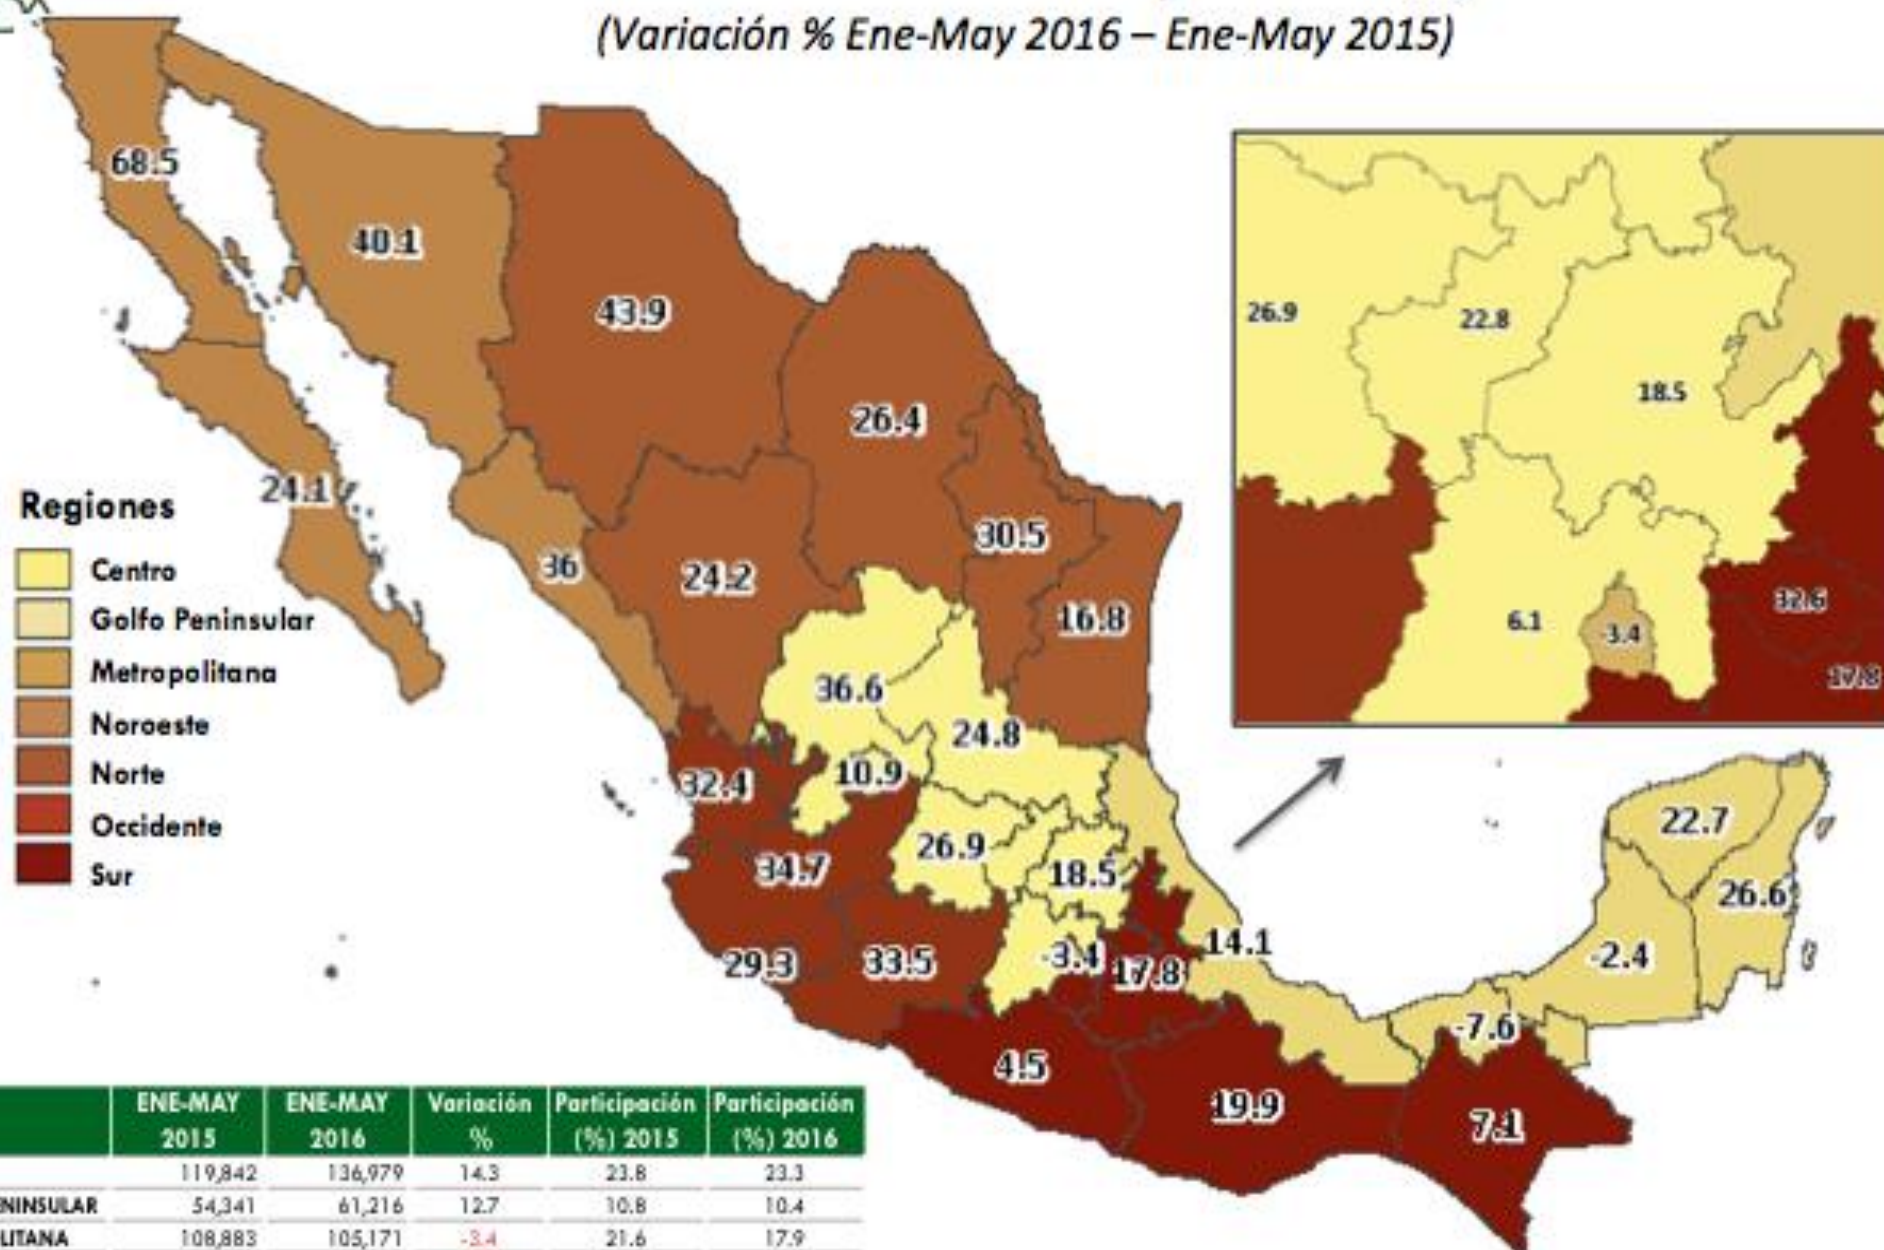 (Variación % Ene-May 2016 – Ene-May 2015)
68.5
40.1
43.9
26.4
24.1
30.5
36
24.2
16.8
36.6
24.8
32.4
10.9
26.9
18.5
34.7
29.3
33.5
-3.4
17.8
14.1
4.5
19.9
7.1
-7.6
-2.4
22.7
26.6
26.9
22.8
18.5
6.1
-3.4
32.6
17.8
Regiones
Centro
Golfo Peninsular
Metropolitana
Noroeste
Norte
Occidente
Sur
ENE-MAY 2015 ENE-MAY 2016 Variación % Participación (%) 2015 Participación (%) 2016
119,842 136,979 14.3 23.8 23.3
NINSULAR 54,341 61,216 12.7 10.8 10.4
LITANA 108,883 105,171 -3.4 21.6 17.9